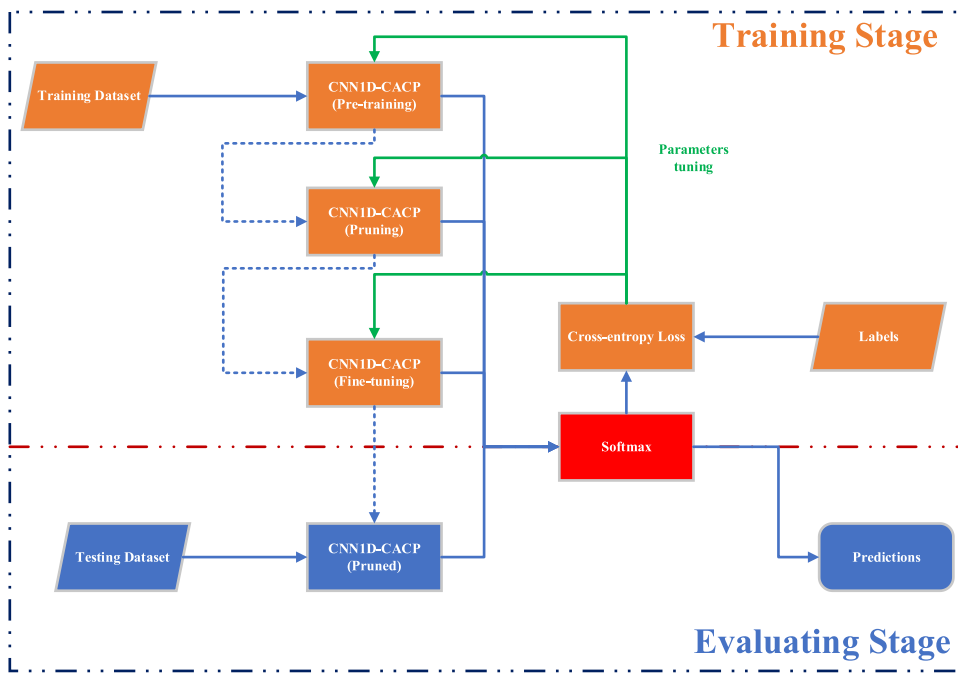 Training Stage
Training Dataset
CNN1D-CACP
(Pre-training)
Parameters
tuning
CNN1D-CACP
(Pruning)
Cross-entropy Loss
Labels
CNN1D-CACP
(Fine-tuning)
Softmax
Testing Dataset
CNN1D-CACP
(Pruned)
Predictions
Evaluating Stage